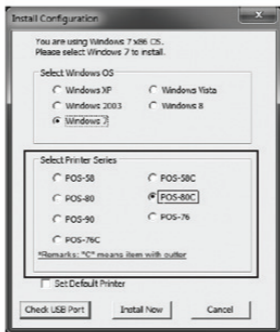 Install Configuration
x
You are using Windows 7 x86 OS.
Please select Windows 7 to install.
Select Windows OS
Windows XP
Windows Vista
Windows 2003
Windows 8
Windows 7
Select Printer Series
POS-58
POS-58C
POS-80
POS-80C
POS-90
POS-76
POS-76C
*Remarks: "C" means item with cutter
Set Default Printer
Check USB Port
Install Now
Cancel